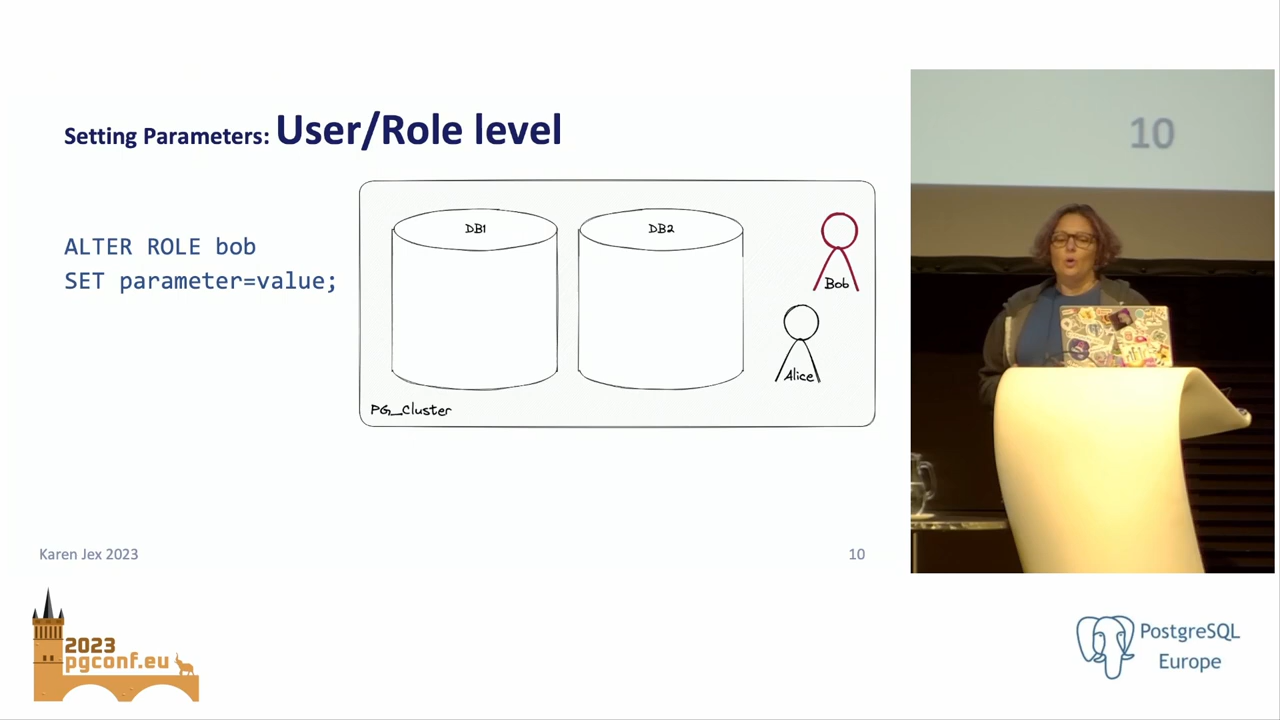 Setting Parameters: User/Role level
ALTER ROLE bob
SET parameter=value;
DB1
DB2
Bob
Alice
PG_Cluster
Karen Jex 2023
10
10
2023
pgconf.eu
PostgreSQL
Europe